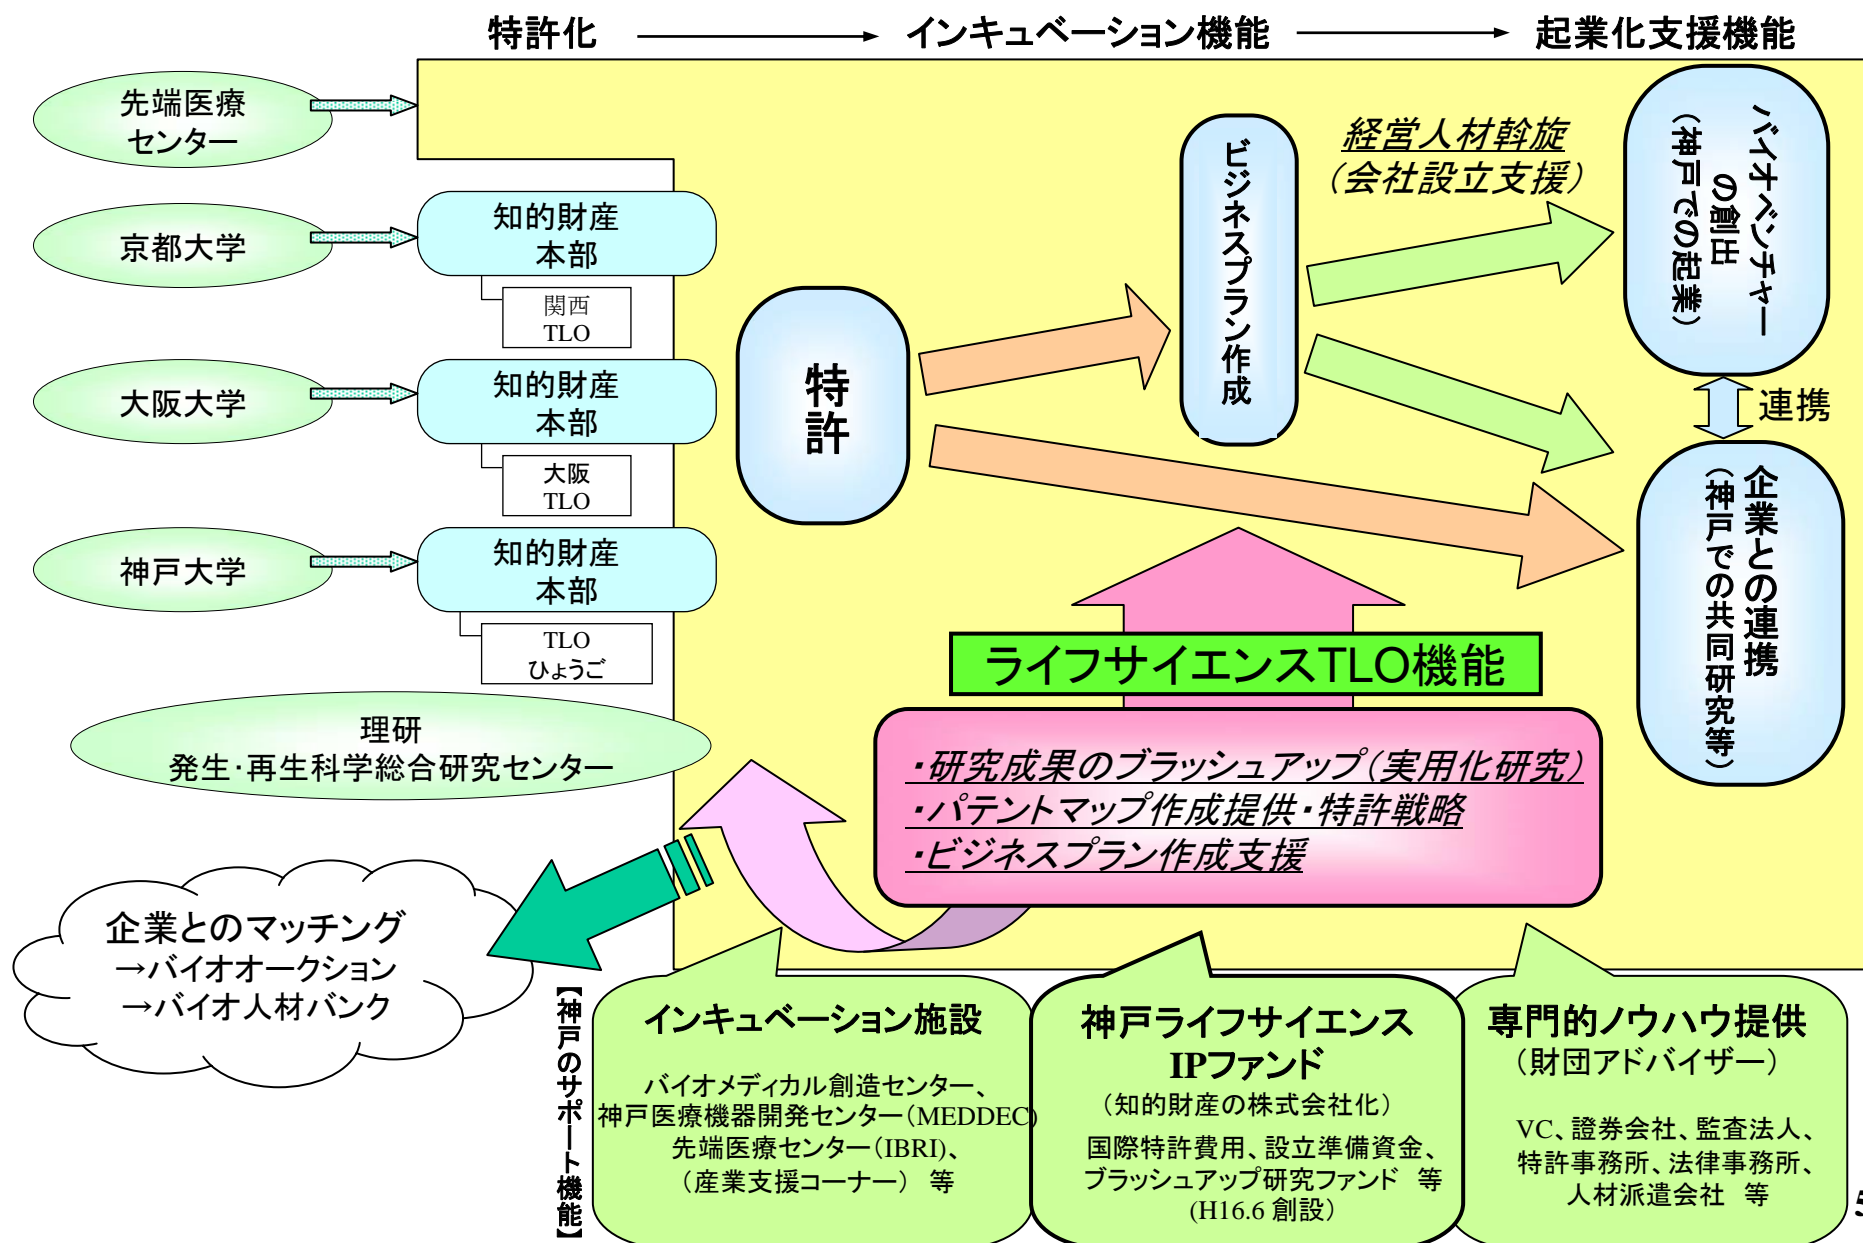 特許化 → インキュベーション機能 → 起業化支援機能
先端医療
センター
京都大学
知的財産
本部
関西
TLO
大阪大学
知的財産
本部
大阪
TLO
神戸大学
知的財産
本部
TLO
ひょうご
理研
発生・再生科学総合研究センター
特許
ビジネスプラン作成
経営人材斡旋
（会社設立支援）
バイオベンチャー
の創出
（神戸での起業）
連携
企業との連携
（神戸での共同研究等）
ライフサイエンスTLO機能
・研究成果のブラッシュアップ（実用化研究）
・パテントマップ作成提供・特許戦略
・ビジネスプラン作成支援
企業とのマッチング
→バイオオークション
→バイオ人材バンク
【神戸のサポート機能】
インキュベーション施設
バイオメディカル創造センター、
神戸医療機器開発センター（MEDDEC）
先端医療センター（IBRI）、
（産業支援コーナー） 等
神戸ライフサイエンス
IPファンド
（知的財産の株式会社化）
国際特許費用、設立準備資金、
ブラッシュアップ研究ファンド 等
(H16.6 創設）
専門的ノウハウ提供
（財団アドバイザー）
VC、證券会社、監査法人、
特許事務所、法律事務所、
人材派遣会社 等
5